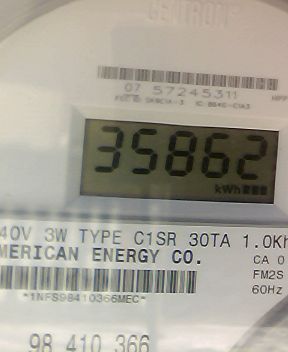 CENTRON
07 57245311
35862
kWh
40V 3W TYPE C1SR 30TA 1.0Kh
MERICAN ENERGY CO.
CA 0
FM2S
60Hz
*1NFS98410366MEC*
98 410 366